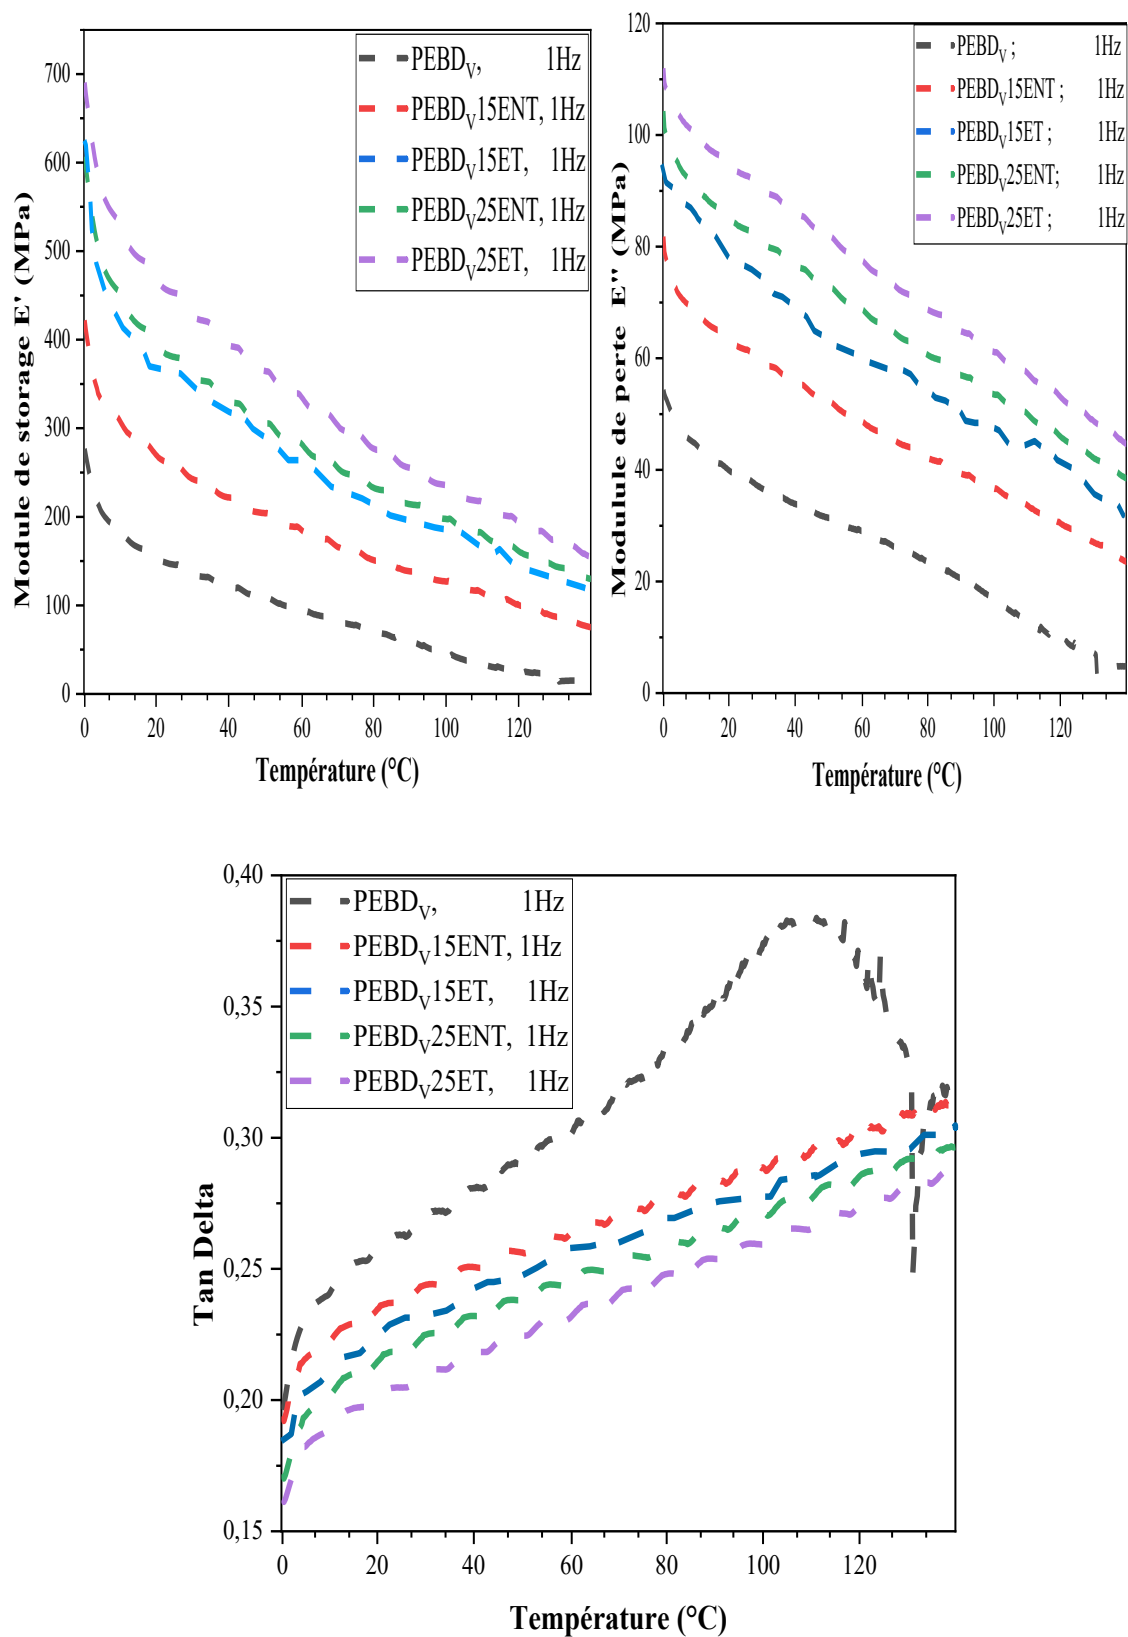 Module de storage E' (MPa)
700
600
500
400
300
200
100
0
0 20 40 60 80 100 120
Température (°C)
PEBDV, 1Hz
PEBDV15ENT, 1Hz
PEBDV15ET, 1Hz
PEBDV25ENT, 1Hz
PEBDV25ET, 1Hz
Modulule de perte E'' (MPa)
120
100
80
60
40
20
0
0 20 40 60 80 100 120
Température (°C)
PEBDV ; 1Hz
PEBDV15ENT ; 1Hz
PEBDV15ET ; 1Hz
PEBDV25ENT; 1Hz
PEBDV25ET ; 1Hz
Tan Delta
0,40
0,35
0,30
0,25
0,20
0,15
0 20 40 60 80 100 120
Température (°C)
PEBDV, 1Hz
PEBDV15ENT, 1Hz
PEBDV15ET, 1Hz
PEBDV25ENT, 1Hz
PEBDV25ET, 1Hz